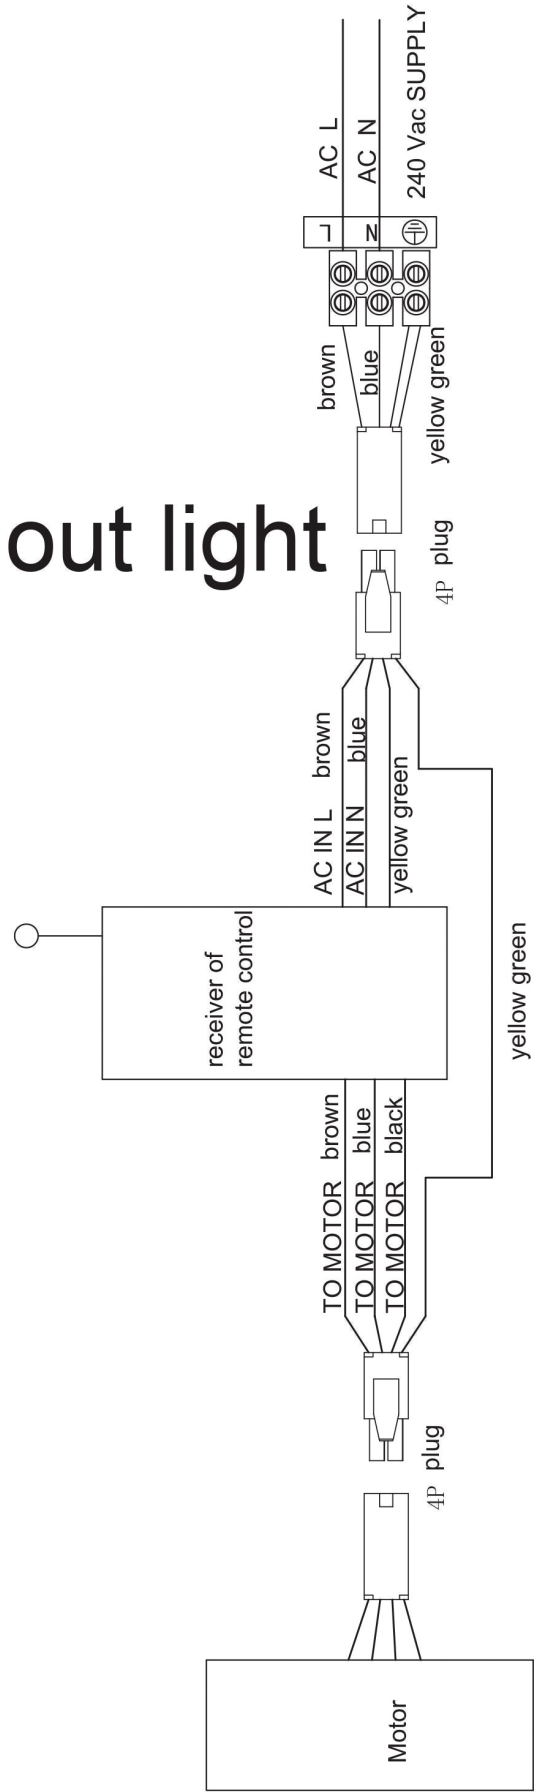 out light
240 Vac SUPPLY
AC L
AC N
L
N
brown
blue
yellow green
4P plug
brown
blue
AC IN L
AC IN N
yellow green
receiver of
remote control
yellow green
brown
blue
black
TO MOTOR
TO MOTOR
TO MOTOR
4P plug
Motor